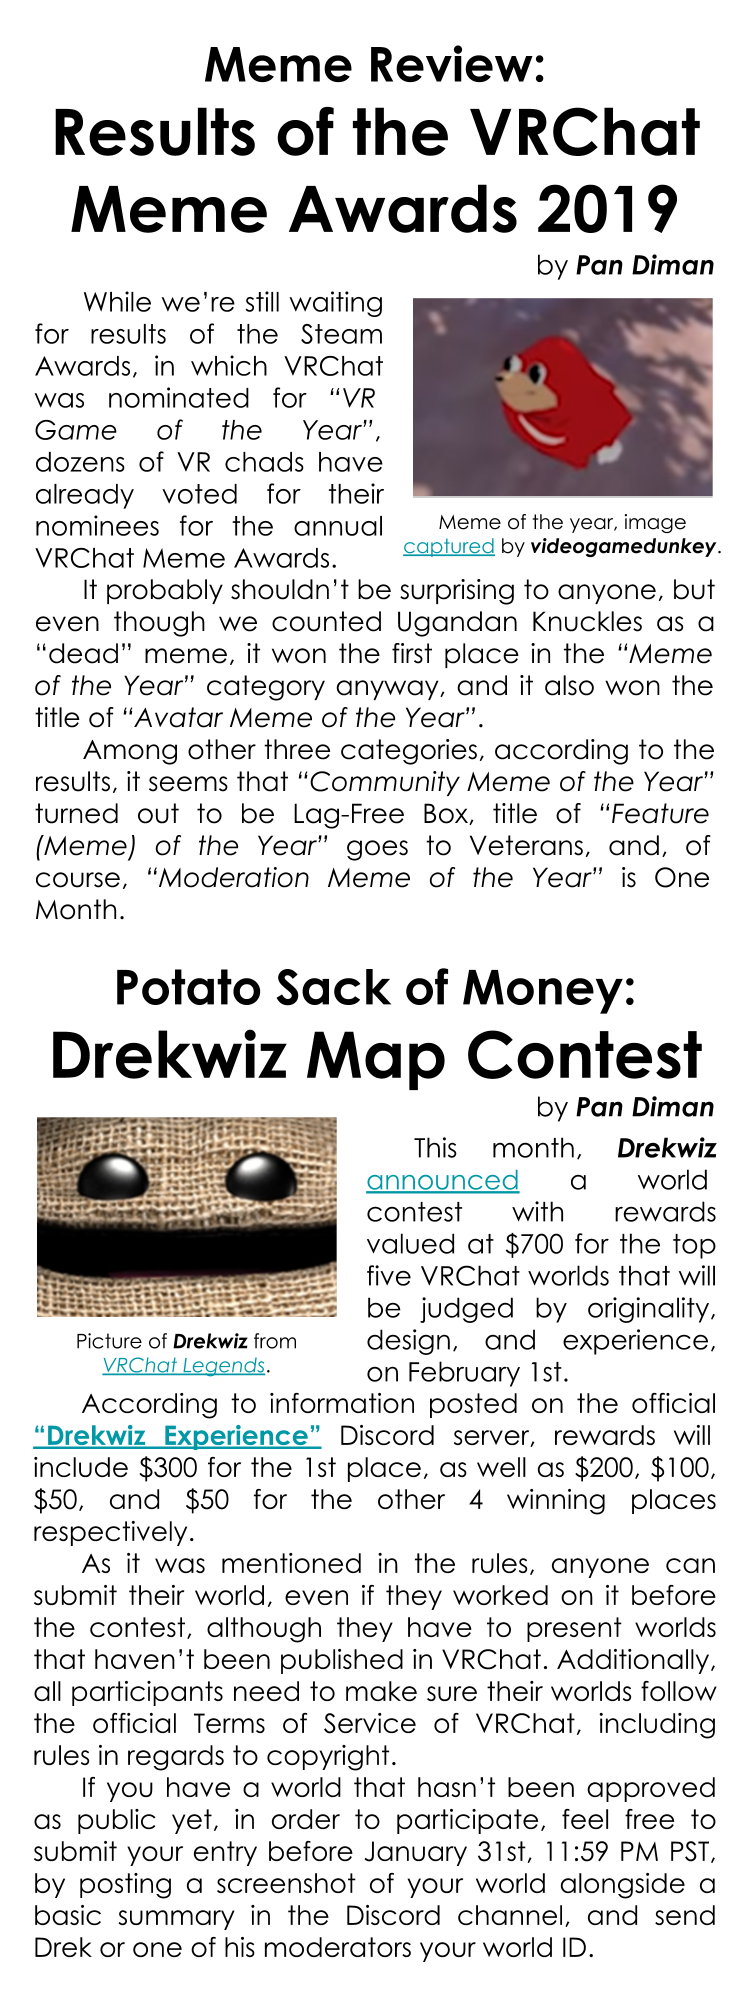 Meme Review:
Results of the VRChat
Meme Awards 2019
by Pan Diman
While we’re still waiting
for results of the Steam
Awards, in which VRChat
was nominated for “VR
Game of the Year”,
dozens of VR chads have
already voted for their
nominees for the annual
VRChat Meme Awards.
Meme of the year, image
captured by videogamedunkey.
It probably shouldn’t be surprising to anyone, but
even though we counted Ugandan Knuckles as a
“dead” meme, it won the first place in the “Meme
of the Year” category anyway, and it also won the
title of “Avatar Meme of the Year”.
Among other three categories, according to the
results, it seems that “Community Meme of the Year”
turned out to be Lag-Free Box, title of “Feature
(Meme) of the Year” goes to Veterans, and, of
course, “Moderation Meme of the Year” is One
Month.
Potato Sack of Money:
Drekwiz Map Contest
by Pan Diman
Picture of Drekwiz from
VRChat Legends.
This month, Drekwiz
announced a world
contest with rewards
valued at $700 for the top
five VRChat worlds that will
be judged by originality,
design, and experience,
on February 1st.
According to information posted on the official
“Drekwiz Experience” Discord server, rewards will
include $300 for the 1st place, as well as $200, $100,
$50, and $50 for the other 4 winning places
respectively.
As it was mentioned in the rules, anyone can
submit their world, even if they worked on it before
the contest, although they have to present worlds
that haven’t been published in VRChat. Additionally,
all participants need to make sure their worlds follow
the official Terms of Service of VRChat, including
rules in regards to copyright.
If you have a world that hasn’t been approved
as public yet, in order to participate, feel free to
submit your entry before January 31st, 11:59 PM PST,
by posting a screenshot of your world alongside a
basic summary in the Discord channel, and send
Drek or one of his moderators your world ID.